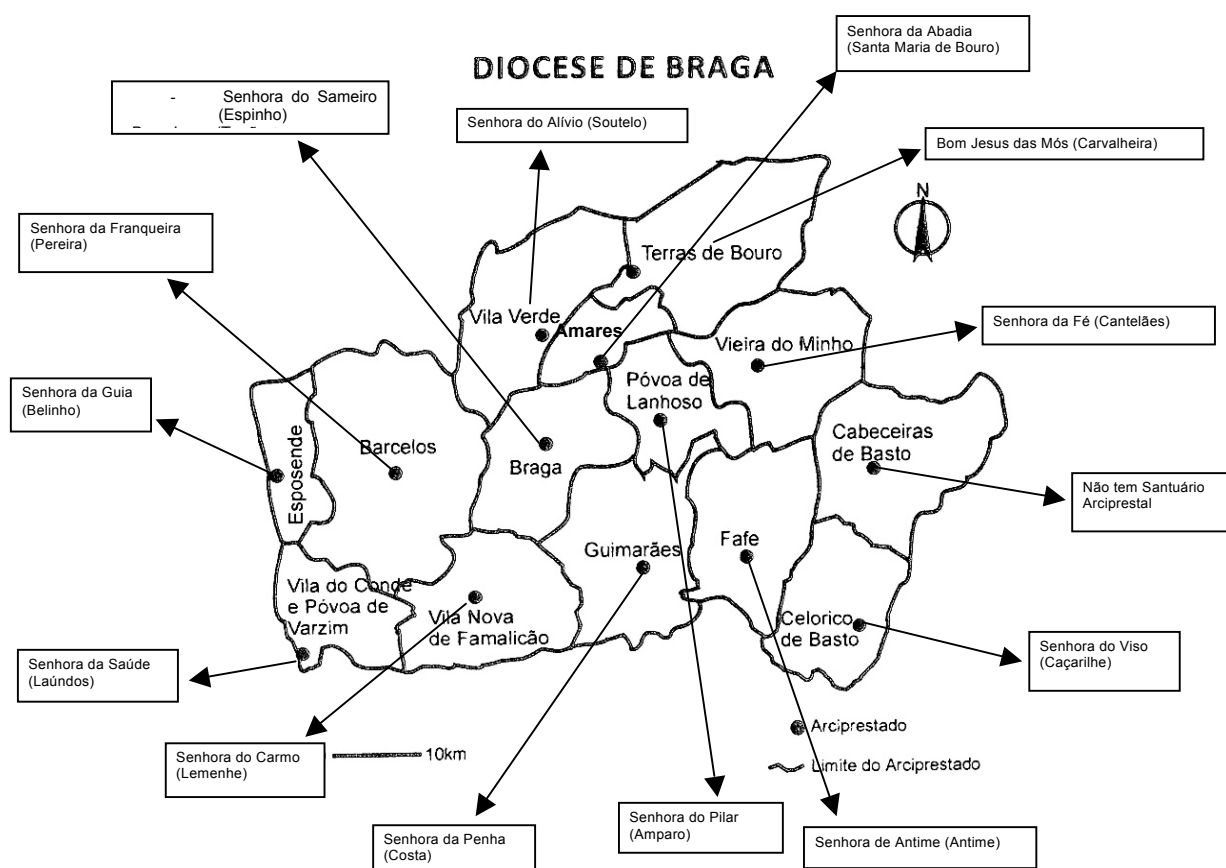 Senhora da Abadia
(Santa Maria de Bouro)
DIOCESE DE BRAGA
- Senhora do Sameiro
(Espinho)
Senhora do Alívio (Soutelo)
Bom Jesus das Mós (Carvalheira)
N
Senhora da Franqueira
(Pereira)
Terras de Bouro
Vila Verde
Amares
Senhora da Fé (Cantelães)
Vieira do Minho
Póvoa de
Lanhoso
Senhora da Guia
(Belinho)
Esposende
Barcelos
Braga
Cabeceiras
de Basto
Não tem Santuário
Arciprestal
Guimarães
Fafe
Vila do Conde
e Póvoa de
Varzim
Vila Nova
de Famalicão
Celorico
de Basto
Senhora da Saúde
(Laúndos)
Senhora do Viso
(Caçarilhe)
Arciprestado
Senhora do Carmo
(Lemenhe)
10km
Limite do Arciprestado
Senhora da Penha
(Costa)
Senhora do Pilar
(Amparo)
Senhora de Antime (Antime)